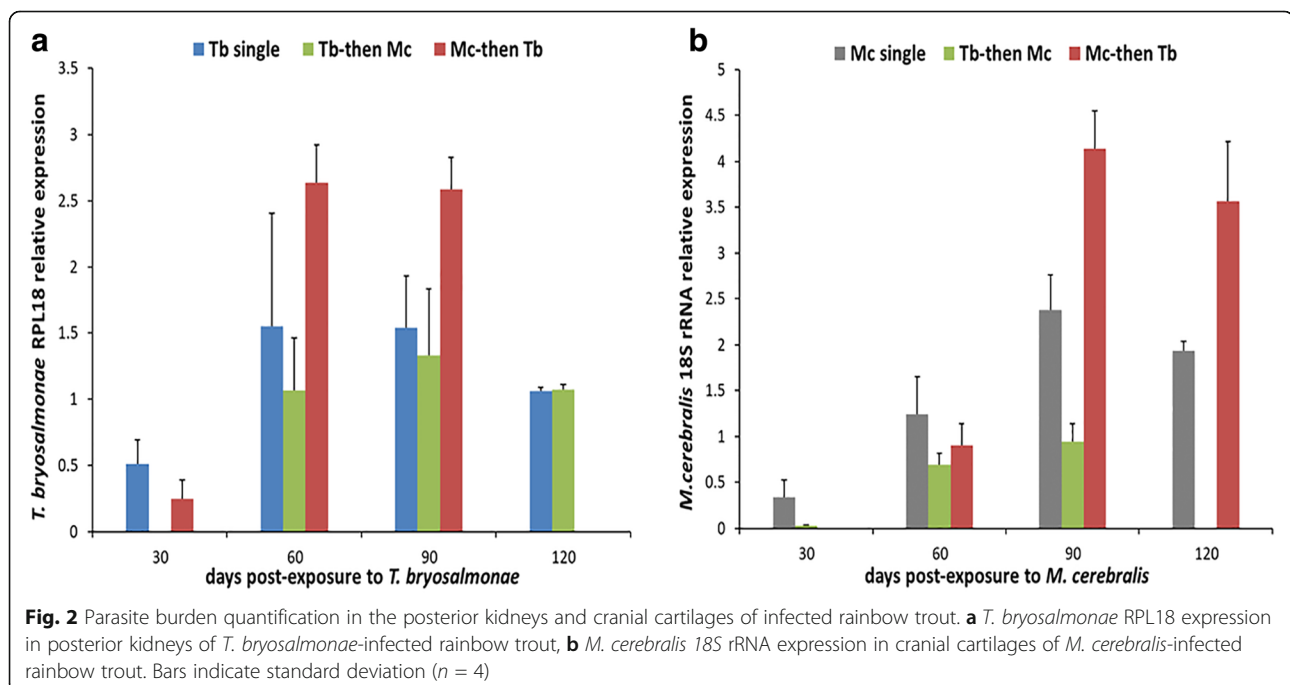 a
Tb single Tb-then Mc Mc-then Tb
3.5
3
2.5
2
1.5
1
0.5
0
T. bryosalmonae RPL18 relative expression
30 60 90 120
days post-exposure to T. bryosalmonae
b
Mc single Tb-then Mc Mc-then Tb
5
4.5
4
3.5
3
2.5
2
1.5
1
0.5
0
M.cerebralis 18S rRNA relative expression
30 60 90 120
days post-exposure to M. cerebralis
Fig. 2 Parasite burden quantification in the posterior kidneys and cranial cartilages of infected rainbow trout. a T. bryosalmonae RPL18 expression
in posterior kidneys of T. bryosalmonae-infected rainbow trout, b M. cerebralis 18S rRNA expression in cranial cartilages of M. cerebralis-infected
rainbow trout. Bars indicate standard deviation (n = 4)